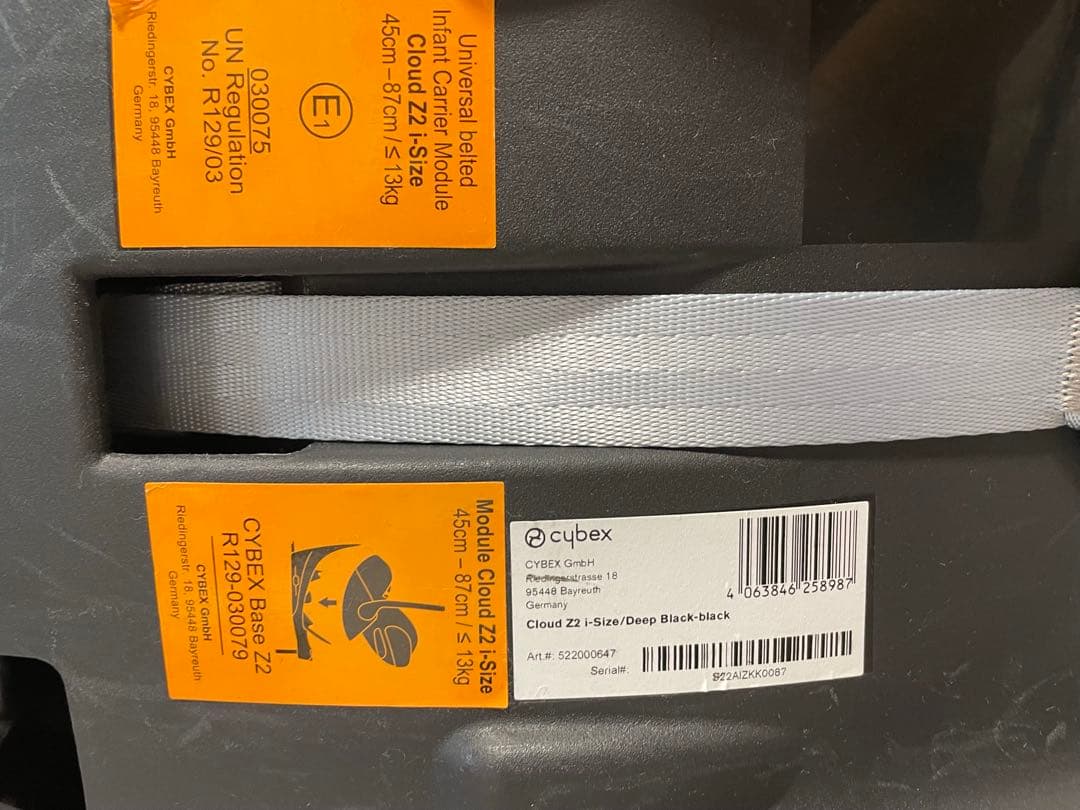 Universal belted
Infant Carrier Module
Cloud Z2 i-Size
45cm – 87cm / ≤ 13kg
E1
030075
UN Regulation
No. R129/03
CYBEX GmbH
Riedingerstr. 18, 95448 Bayreuth
Germany
Module Cloud Z2 i-Size
45cm – 87cm / ≤ 13kg
CYBEX Base Z2
R129-030079
CYBEX GmbH
Riedingerstr. 18, 95448 Bayreuth
Germany
cybex
CYBEX GmbH
Riedingerstrasse 18
95448 Bayreuth
Germany
4 063846 258987
Cloud Z2 i-Size/Deep Black-black
Art.#: 522000647
Serial#:
S22AIZKK0087